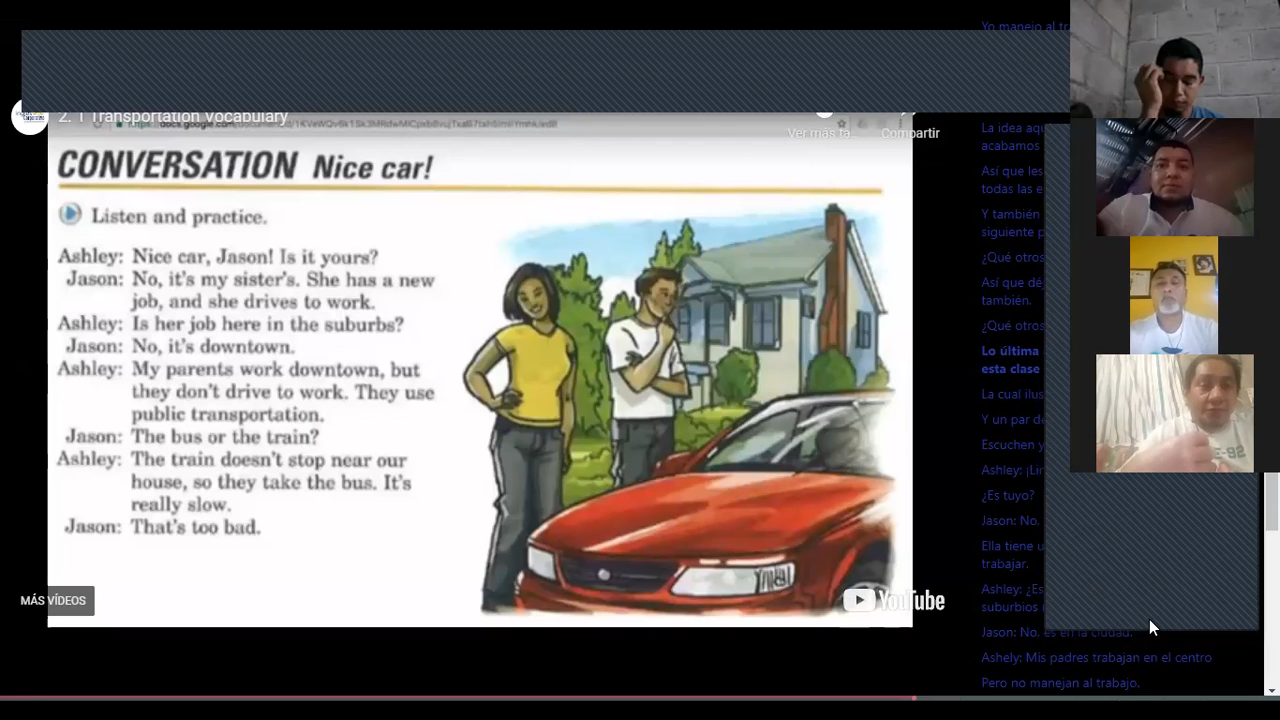 Yo manejo al
2. 1 Transportation Vocabulary
Ver más ta...
Compartir
CONVERSATION Nice car!
Listen and practice.
Ashley: Nice car, Jason! Is it yours?
Jason: No, it's my sister's. She has a new
job, and she drives to work.
Ashley: Is her job here in the suburbs?
Jason: No, it's downtown.
Ashley: My parents work downtown, but
they don't drive to work. They use
public transportation.
Jason: The bus or the train?
Ashley: The train doesn't stop near our
house, so they take the bus. It's
really slow.
Jason: That's too bad.
MÁS VÍDEOS
YouTube
La idea
acabamos
Así que
todas las
Y también
siguiente
¿Qué otros
Así que
también.
¿Qué otros
Lo última
esta clase
La cual
Y un par
Escuchen
Ashley:
¿Es tuyo?
Jason: No.
Ella tiene
trabajar.
Ashley:
suburbios
Jason: No, es en la ciudad.
Ashely: Mis padres trabajan en el centro
Pero no manejan al trabajo.